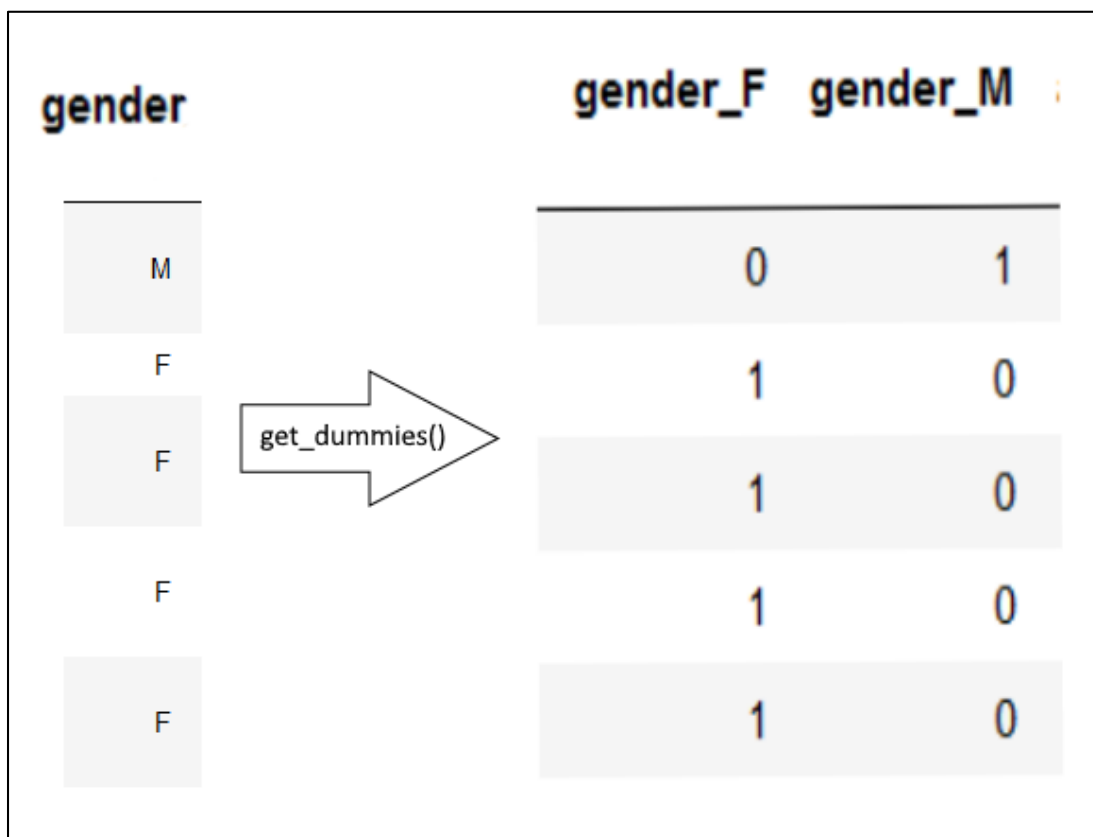 gender
M
F
F
F
F
get_dummies()
gender_F gender_M
0 1
1 0
1 0
1 0
1 0